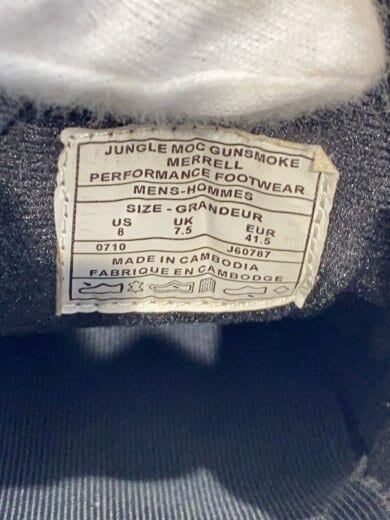 JUNGLE MOC GUNSMOKE
MERRELL
PERFORMANCE FOOTWEAR
MENS-HOMMES
SIZE - GRANDEUR
US UK EUR
8 7.5 41.5
0710 J60787
MADE IN CAMBODIA
FABRIQUE EN CAMBODGE